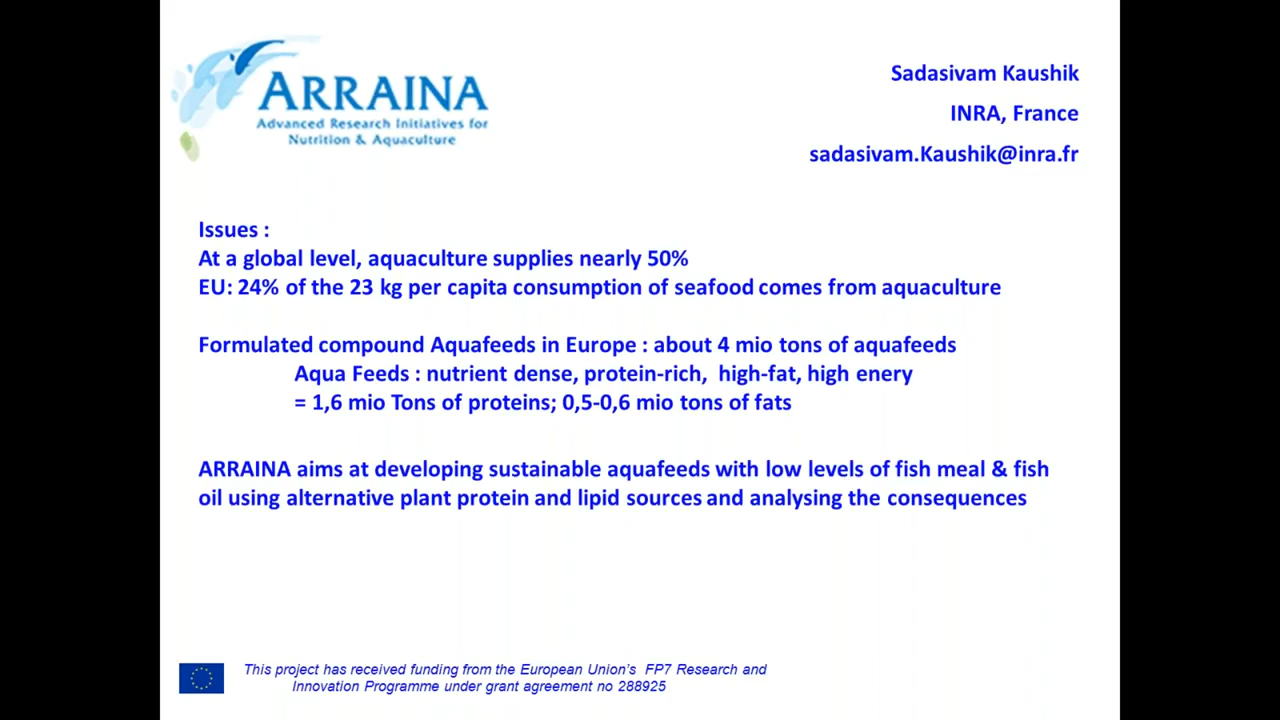 ARRAINA
Advanced Research Initiatives for
Nutrition & Aquaculture
Sadasivam Kaushik
INRA, France
sadasivam.Kaushik@inra.fr
Issues :
At a global level, aquaculture supplies nearly 50%
EU: 24% of the 23 kg per capita consumption of seafood comes from aquaculture
Formulated compound Aquafeeds in Europe : about 4 mio tons of aquafeeds
Aqua Feeds : nutrient dense, protein-rich, high-fat, high enery
= 1,6 mio Tons of proteins; 0,5-0,6 mio tons of fats
ARRAINA aims at developing sustainable aquafeeds with low levels of fish meal & fish
oil using alternative plant protein and lipid sources and analysing the consequences
This project has received funding from the European Union's FP7 Research and
Innovation Programme under grant agreement no 288925